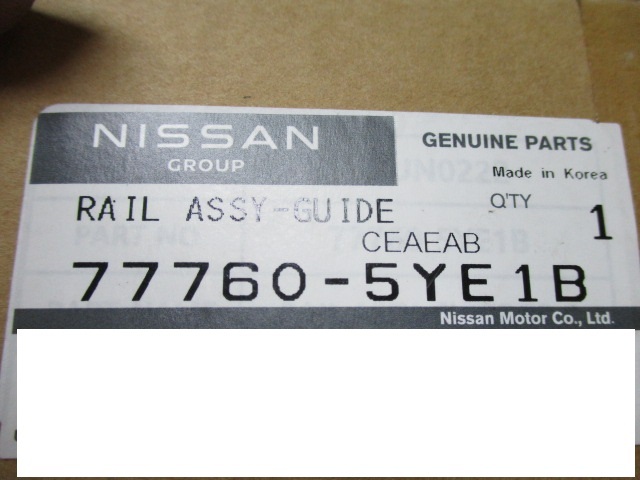 NISSAN
GROUP
GENUINE PARTS
Made in Korea
RAIL ASSY-GUIDE
Q'TY
1
CEAEAB
77760-5YE1B
Nissan Motor Co., Ltd.